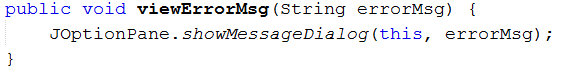 public void viewErrorMsg(String errorMsg) {
    JOptionPane.showMessageDialog(this, errorMsg);
}